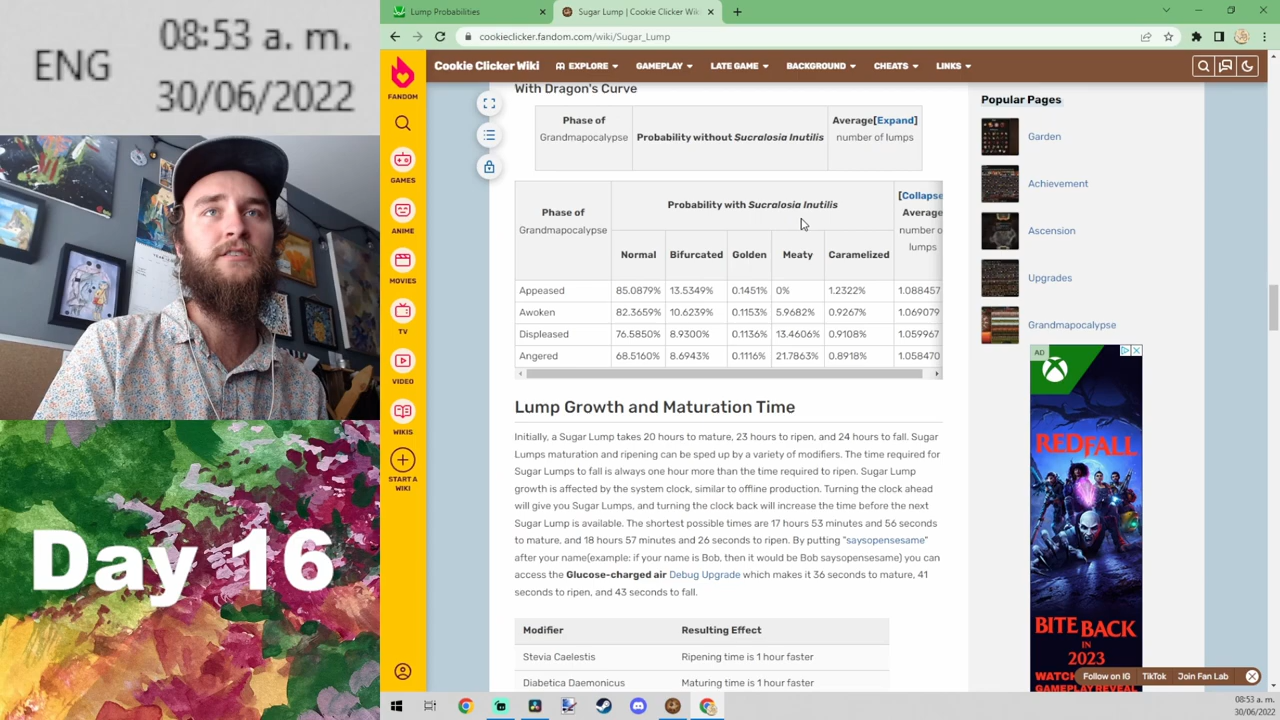 ENG
08:53 a. m.
30/06/2022
Day 16
Lump Probabilities
Sugar Lump | Cookie Clicker Wiki
cookieclicker.fandom.com/wiki/Sugar_Lump
FANDOM
GAMES
ANIME
MOVIES
TV
VIDEO
WIKIS
START A
WIKI
Cookie Clicker Wiki
EXPLORE
GAMEPLAY
LATE GAME
BACKGROUND
CHEATS
LINKS
With Dragon's Curve
Phase of
Grandmapocalypse
Probability without Sucralosia Inutilis
Average[Expand]
number of lumps
Phase of
Grandmapocalypse
Probability with Sucralosia Inutilis
[Collapse
Average
number o
lumps
Normal Bifurcated Golden Meaty Caramelized
Appeased 85.0879% 13.5349% 0.1451% 0% 1.2322% 1.088457
Awoken 82.3659% 10.6239% 0.1153% 5.9682% 0.9267% 1.069079
Displeased 76.5850% 8.9300% 0.1136% 13.4606% 0.9108% 1.059967
Angered 68.5160% 8.6943% 0.1116% 21.7863% 0.8918% 1.058470
Lump Growth and Maturation Time
Initially, a Sugar Lump takes 20 hours to mature, 23 hours to ripen, and 24 hours to fall. Sugar
Lumps maturation and ripening can be sped up by a variety of modifiers. The time required for
Sugar Lumps to fall is always one hour more than the time required to ripen. Sugar Lump
growth is affected by the system clock, similar to offline production. Turning the clock ahead
will give you Sugar Lumps, and turning the clock back will increase the time before the next
Sugar Lump is available. The shortest possible times are 17 hours 53 minutes and 56 seconds
to mature, and 18 hours 57 minutes and 26 seconds to ripen. By putting "saysopensesame"
after your name(example: if your name is Bob, then it would be Bob saysopensesame) you can
access the Glucose-charged air Debug Upgrade which makes it 36 seconds to mature, 41
seconds to ripen, and 43 seconds to fall.
Modifier Resulting Effect
Stevia Caelestis Ripening time is 1 hour faster
Diabetica Daemonicus Maturing time is 1 hour faster
Popular Pages
Garden
Achievement
Ascension
Upgrades
Grandmapocalypse
AD
REDFALL
BITE BACK
IN
2023
WATCH
GAMEPLAY REVEAL
Follow on IG TikTok Join Fan Lab
08:53 a. m.
30/06/2022